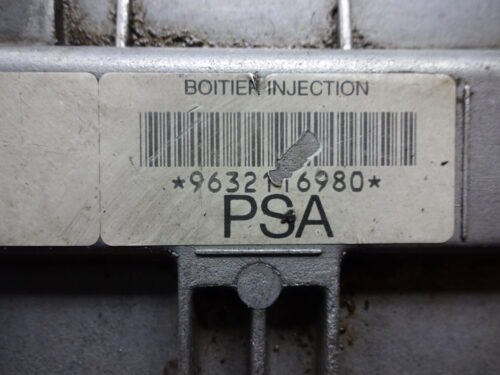 BOITIER INJECTION
*9632116980*
PSA